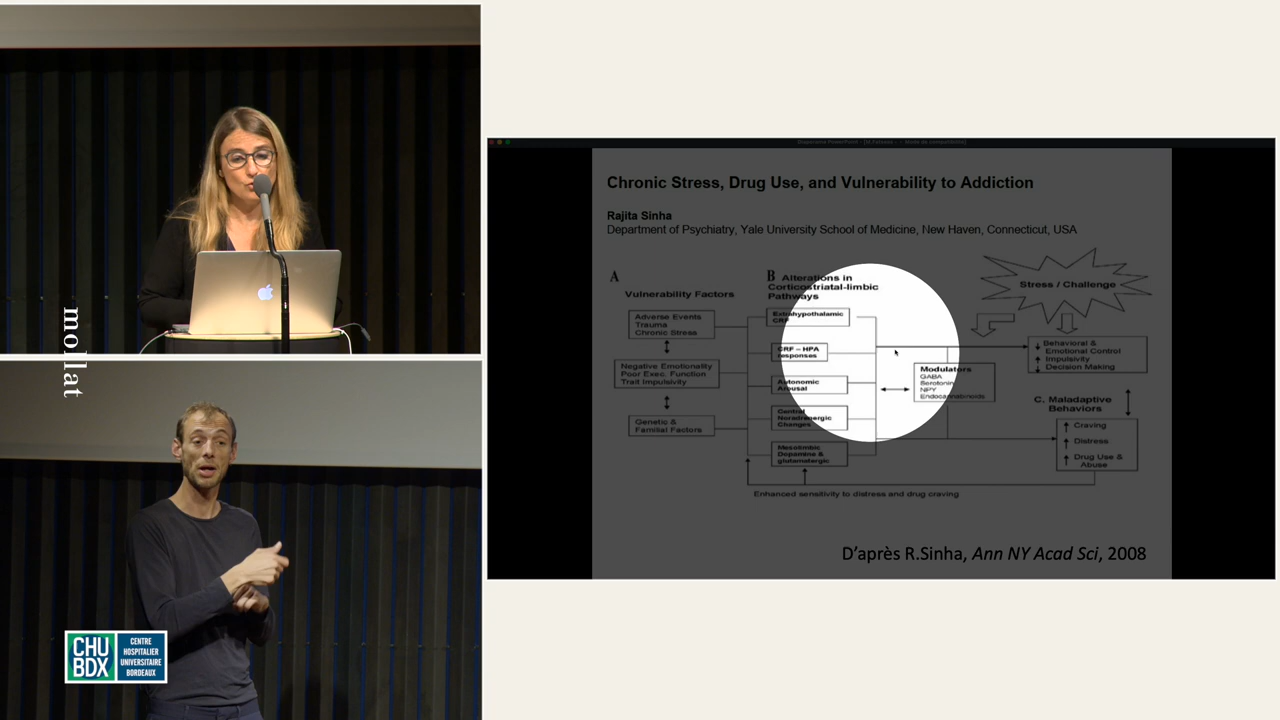 mollat
CHU
BDX
CENTRE
HOSPITALIER
UNIVERSITAIRE
BORDEAUX
Chronic Stress, Drug Use, and Vulnerability to Addiction
Rajita Sinha
Department of Psychiatry, Yale University School of Medicine, New Haven, Connecticut, USA
A
Vulnerability Factors
Adverse Events
Trauma
Chronic Stress
Negative Emotionality
Poor Exec. Function
Trait Impulsivity
Genetic &
Familial Factors
B Alterations in
Corticostriatal-limbic
Pathways
Extrahypothalamic
CRF
CRF – HPA
responses
Autonomic
Arousal
Central
Noradrenergic
Changes
Mesolimbic
Dopamine &
glutamatergic
Modulators
GABA
Serotonin
NPY
Endocannabinoids
Stress / Challenge
Behavioral &
Emotional Control
Impulsivity
Decision Making
C. Maladaptive
Behaviors
Craving
Distress
Drug Use &
Abuse
Enhanced sensitivity to distress and drug craving
D'après R.Sinha, Ann NY Acad Sci, 2008